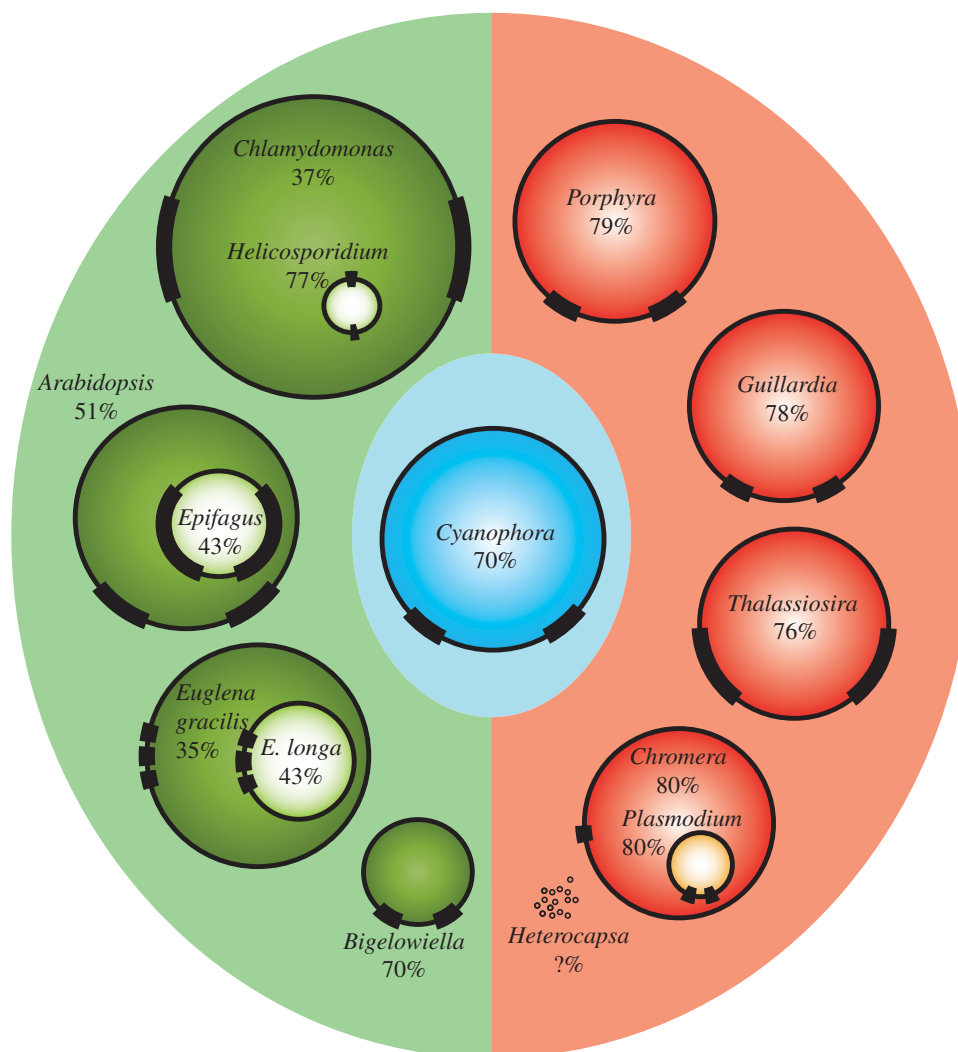 Chlamydomonas
37%
Helicosporidium
77%
Arabidopsis
51%
Epifagus
43%
Euglena
gracilis
35%
E. longa
43%
Bigelowiella
70%
Cyanophora
70%
Porphyra
79%
Guillardia
78%
Thalassiosira
76%
Chromera
80%
Plasmodium
80%
Heterocapsa
?%